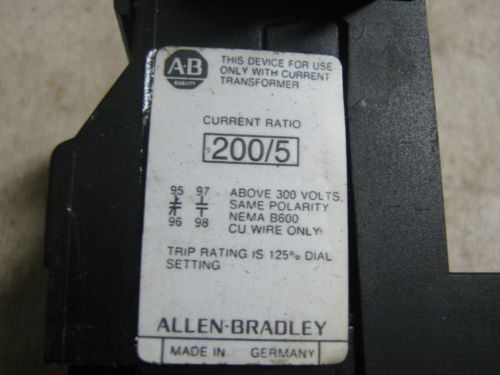 A-B
QUALITY
THIS DEVICE FOR USE
ONLY WITH CURRENT
TRANSFORMER
CURRENT RATIO
200/5
95 97
96 98
ABOVE 300 VOLTS.
SAME POLARITY
NEMA B600
CU WIRE ONLY
TRIP RATING IS 125% DIAL
SETTING
ALLEN-BRADLEY
MADE IN GERMANY